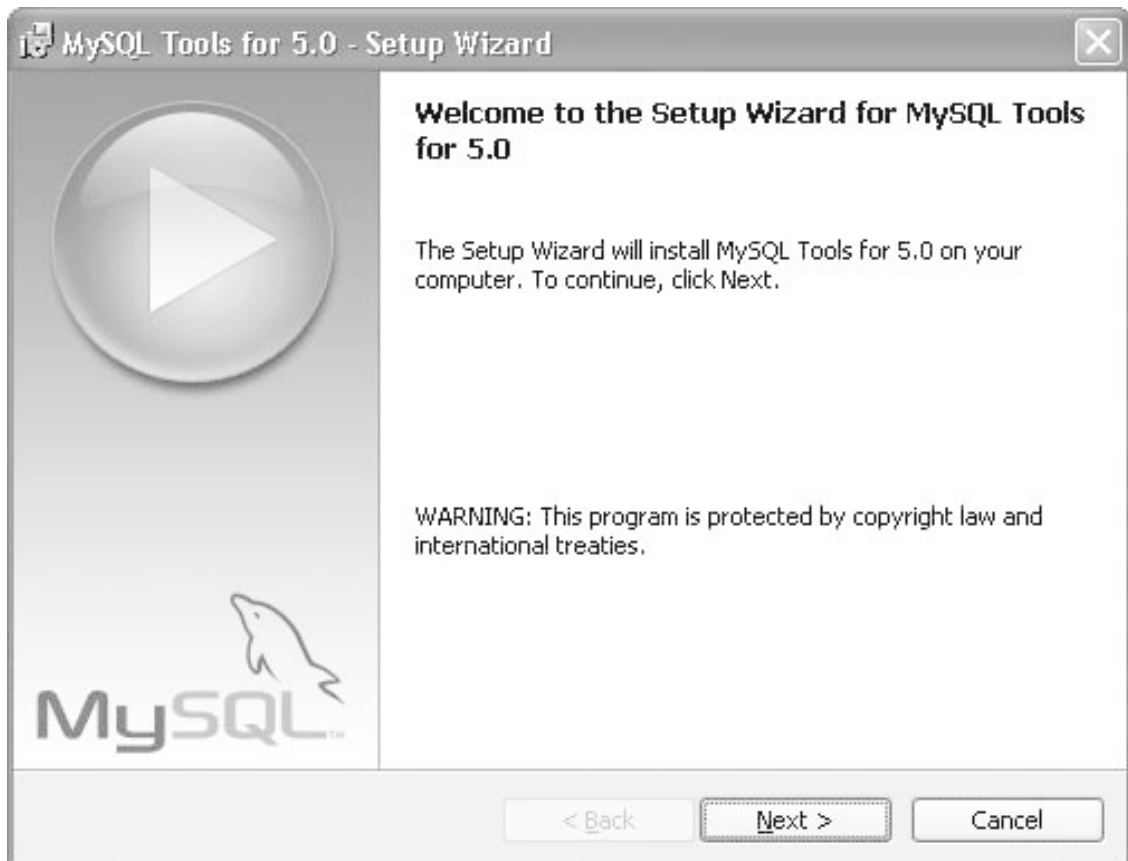 MySQL Tools for 5.0 - Setup Wizard
Welcome to the Setup Wizard for MySQL Tools
for 5.0
The Setup Wizard will install MySQL Tools for 5.0 on your
computer. To continue, click Next.
WARNING: This program is protected by copyright law and
international treaties.
MySQL™
< Back
Next >
Cancel